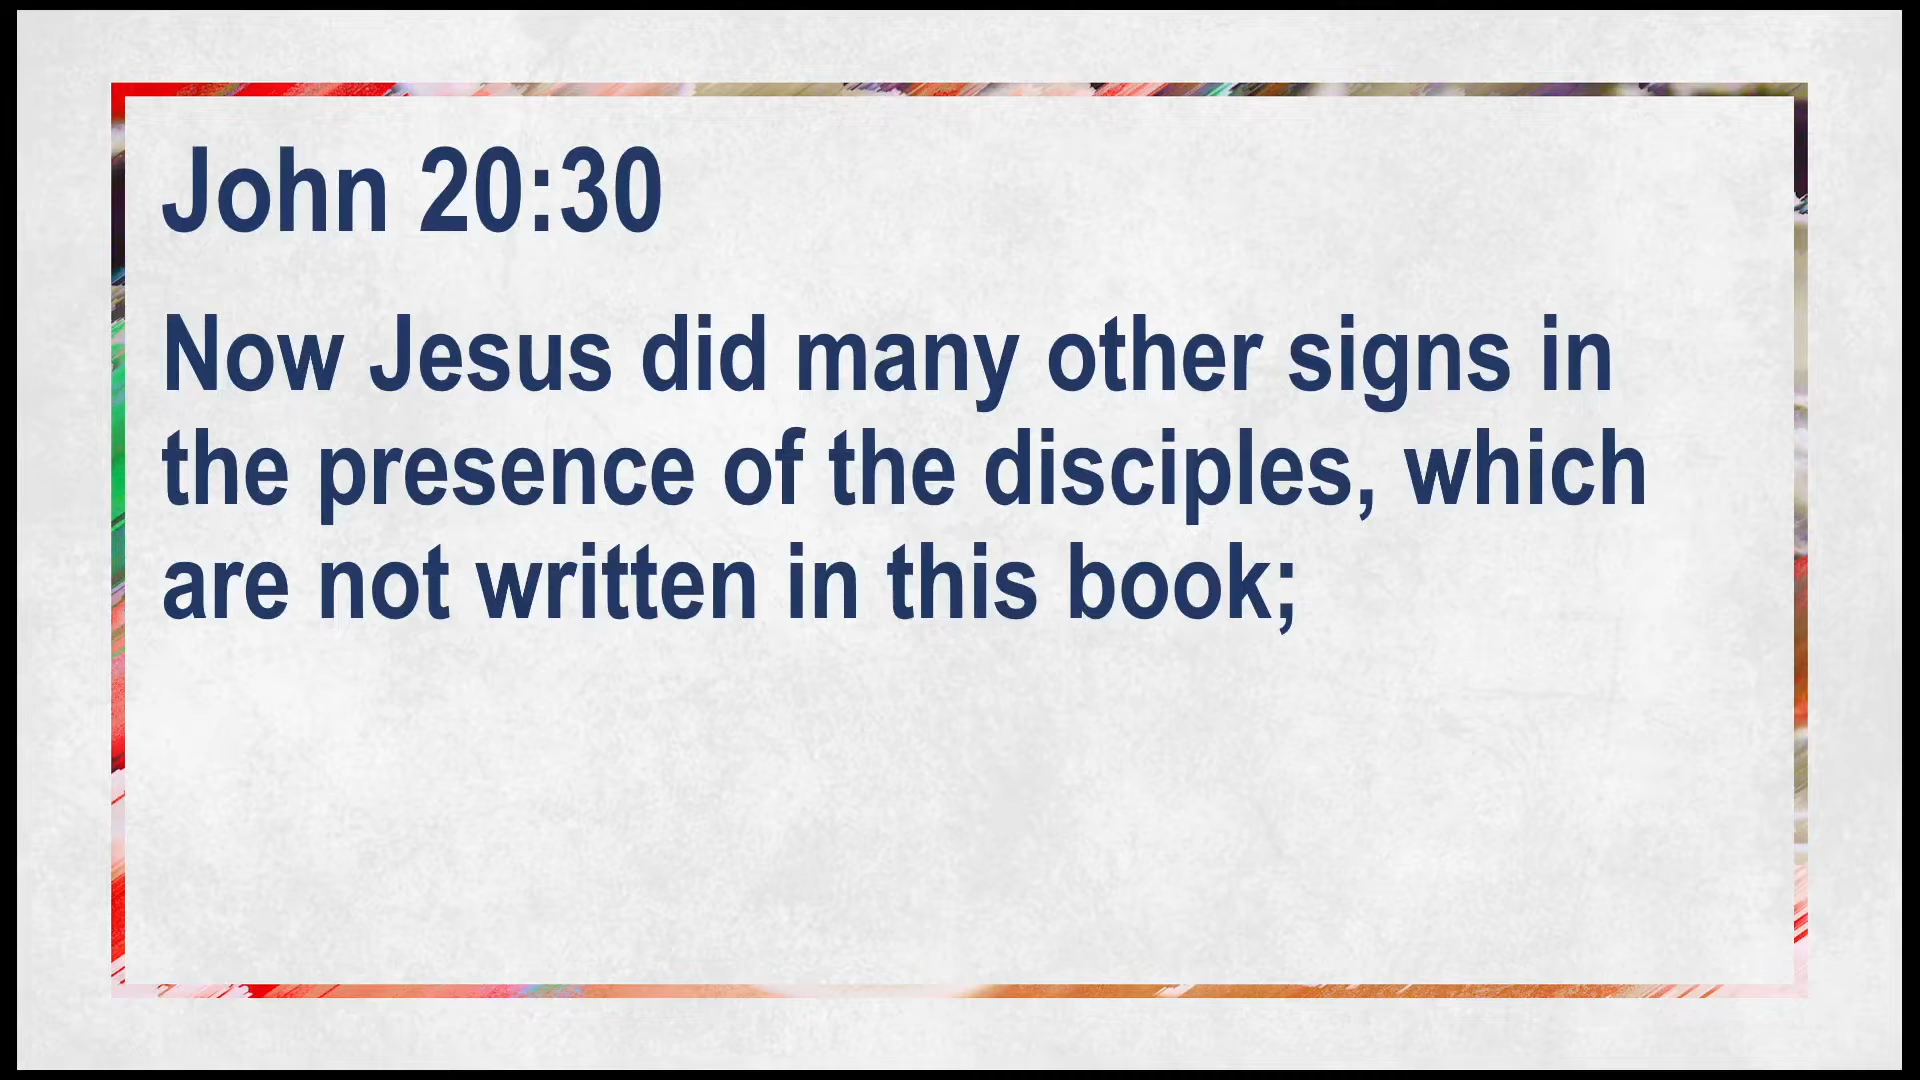 John 20:30
Now Jesus did many other signs in
the presence of the disciples, which
are not written in this book;